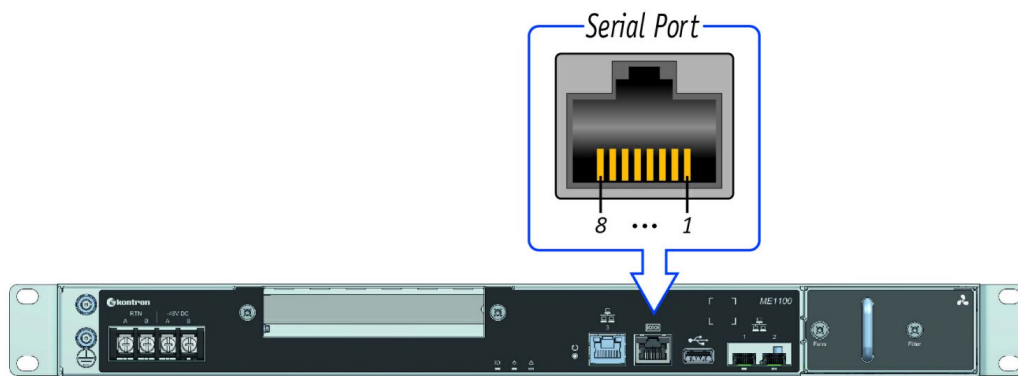 Serial Port
8 ... 1
kontron
RTN -48V DC
A B A B
ME1100
3
1 2
Fans
Filter